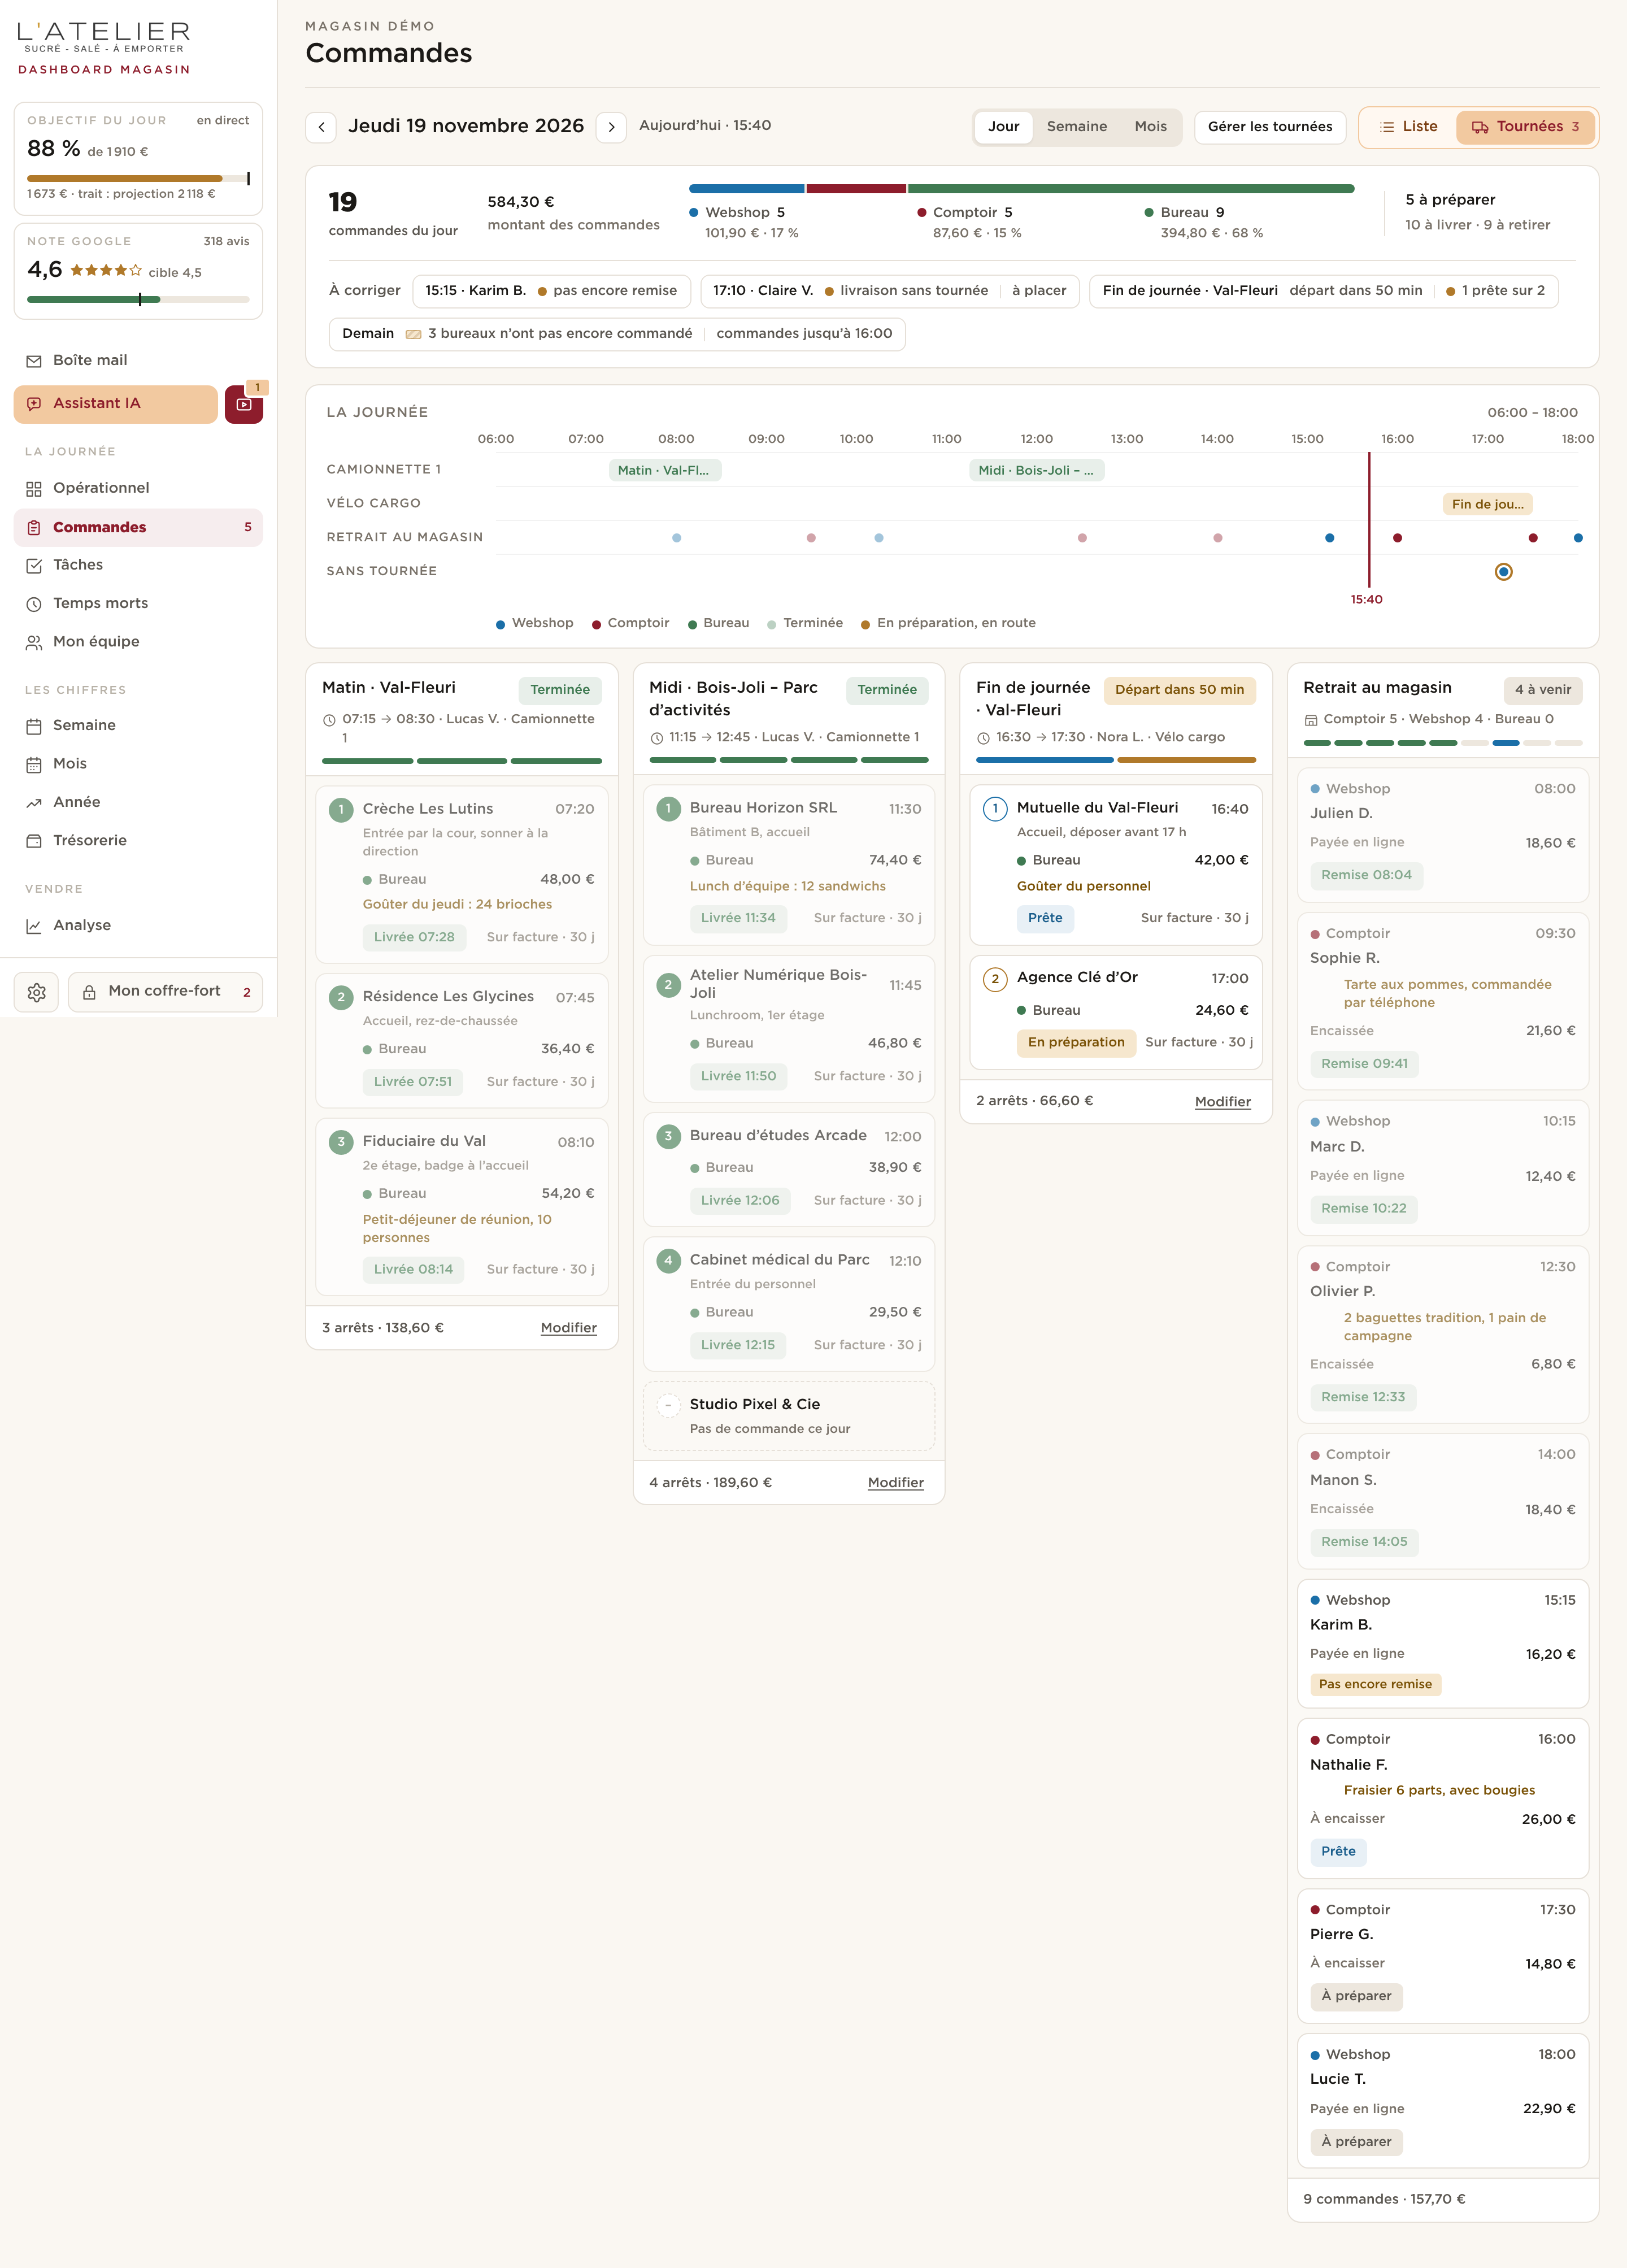 L'ATELIER
SUCRÉ - SALÉ - À EMPORTER
DASHBOARD MAGASIN
OBJECTIF DU JOUR en direct
88 % de 1 910 €
1 673 € · trait : projection 2 118 €
NOTE GOOGLE 318 avis
4,6 cible 4,5
Boîte mail
Assistant IA 1
LA JOURNÉE
Opérationnel
Commandes 5
Tâches
Temps morts
Mon équipe
LES CHIFFRES
Semaine
Mois
Année
Trésorerie
VENDRE
Analyse
Mon coffre-fort 2
MAGASIN DÉMO
Commandes
Jeudi 19 novembre 2026 Aujourd'hui · 15:40 Jour Semaine Mois Gérer les tournées Liste Tournées 3
19
commandes du jour
584,30 €
montant des commandes
Webshop 5
101,90 € · 17 %
Comptoir 5
87,60 € · 15 %
Bureau 9
394,80 € · 68 %
5 à préparer
10 à livrer · 9 à retirer
À corriger 15:15 · Karim B. pas encore remise 17:10 · Claire V. livraison sans tournée à placer Fin de journée · Val-Fleuri départ dans 50 min 1 prête sur 2
Demain 3 bureaux n'ont pas encore commandé commandes jusqu'à 16:00
LA JOURNÉE 06:00 – 18:00
06:00 07:00 08:00 09:00 10:00 11:00 12:00 13:00 14:00 15:00 16:00 17:00 18:00
CAMIONNETTE 1 Matin · Val-Fl... Midi · Bois-Joli – ...
VÉLO CARGO Fin de jou...
RETRAIT AU MAGASIN
SANS TOURNÉE
15:40
Webshop Comptoir Bureau Terminée En préparation, en route
Matin · Val-Fleuri Terminée
07:15 → 08:30 · Lucas V. · Camionnette
1
1 Crèche Les Lutins 07:20
Entrée par la cour, sonner à la
direction
Bureau 48,00 €
Goûter du jeudi : 24 brioches
Livrée 07:28 Sur facture · 30 j
2 Résidence Les Glycines 07:45
Accueil, rez-de-chaussée
Bureau 36,40 €
Livrée 07:51 Sur facture · 30 j
3 Fiduciaire du Val 08:10
2e étage, badge à l'accueil
Bureau 54,20 €
Petit-déjeuner de réunion, 10
personnes
Livrée 08:14 Sur facture · 30 j
3 arrêts · 138,60 € Modifier
Midi · Bois-Joli – Parc
d'activités Terminée
11:15 → 12:45 · Lucas V. · Camionnette 1
1 Bureau Horizon SRL 11:30
Bâtiment B, accueil
Bureau 74,40 €
Lunch d'équipe : 12 sandwichs
Livrée 11:34 Sur facture · 30 j
2 Atelier Numérique Bois-
Joli 11:45
Lunchroom, 1er étage
Bureau 46,80 €
Livrée 11:50 Sur facture · 30 j
3 Bureau d'études Arcade 12:00
Bureau 38,90 €
Livrée 12:06 Sur facture · 30 j
4 Cabinet médical du Parc 12:10
Entrée du personnel
Bureau 29,50 €
Livrée 12:15 Sur facture · 30 j
– Studio Pixel & Cie
Pas de commande ce jour
4 arrêts · 189,60 € Modifier
Fin de journée
· Val-Fleuri Départ dans 50 min
16:30 → 17:30 · Nora L. · Vélo cargo
1 Mutuelle du Val-Fleuri 16:40
Accueil, déposer avant 17 h
Bureau 42,00 €
Goûter du personnel
Prête Sur facture · 30 j
2 Agence Clé d'Or 17:00
Bureau 24,60 €
En préparation Sur facture · 30 j
2 arrêts · 66,60 € Modifier
Retrait au magasin 4 à venir
Comptoir 5 · Webshop 4 · Bureau 0
Webshop 08:00
Julien D.
Payée en ligne 18,60 €
Remise 08:04
Comptoir 09:30
Sophie R.
Tarte aux pommes, commandée
par téléphone
Encaissée 21,60 €
Remise 09:41
Webshop 10:15
Marc D.
Payée en ligne 12,40 €
Remise 10:22
Comptoir 12:30
Olivier P.
2 baguettes tradition, 1 pain de
campagne
Encaissée 6,80 €
Remise 12:33
Comptoir 14:00
Manon S.
Encaissée 18,40 €
Remise 14:05
Webshop 15:15
Karim B.
Payée en ligne 16,20 €
Pas encore remise
Comptoir 16:00
Nathalie F.
Fraisier 6 parts, avec bougies
À encaisser 26,00 €
Prête
Comptoir 17:30
Pierre G.
À encaisser 14,80 €
À préparer
Webshop 18:00
Lucie T.
Payée en ligne 22,90 €
À préparer
9 commandes · 157,70 €